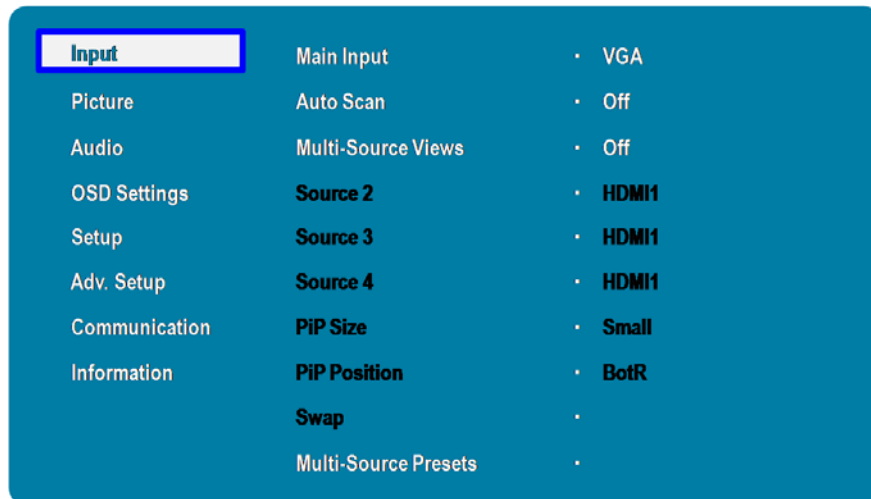 Input Main Input · VGA
Picture Auto Scan · Off
Audio Multi-Source Views · Off
OSD Settings Source 2 · HDMI1
Setup Source 3 · HDMI1
Adv. Setup Source 4 · HDMI1
Communication PiP Size · Small
Information PiP Position · BotR
Swap ·
Multi-Source Presets ·